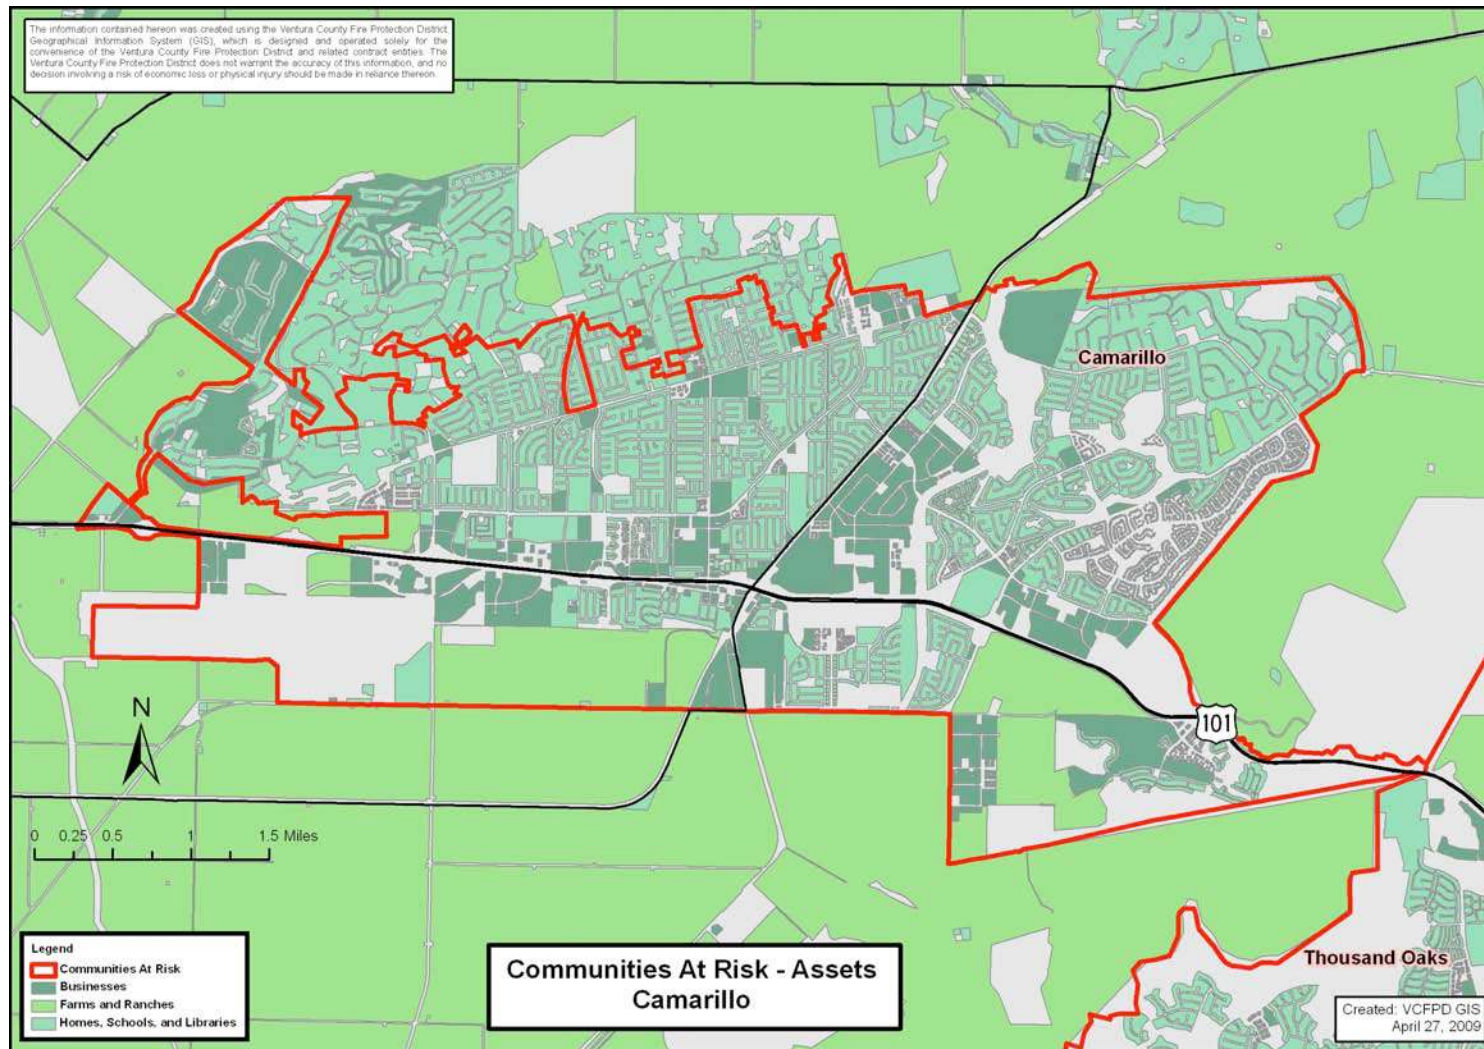 The information contained hereon was created using the Ventura County Fire Protection District
Geographical Information System (GIS), which is designed and operated solely for the
convenience of the Ventura County Fire Protection District and related contract entities. The
Ventura County Fire Protection District does not warrant the accuracy of this information, and no
decision involving a risk of economic loss or physical injury should be made in reliance thereon.
Camarillo
101
N
0 0.25 0.5 1 1.5 Miles
Legend
Communities At Risk
Businesses
Farms and Ranches
Homes, Schools, and Libraries
Communities At Risk - Assets
Camarillo
Thousand Oaks
Created: VCFPD GIS
April 27, 2009